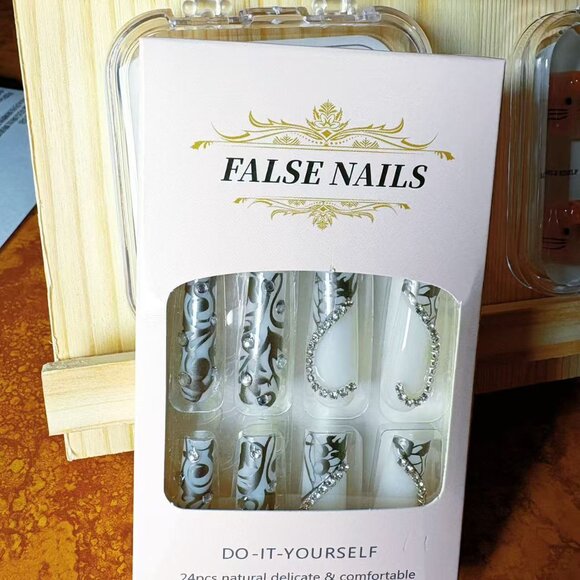 FALSE NAILS
DO-IT-YOURSELF
24pcs natural delicate & comfortable